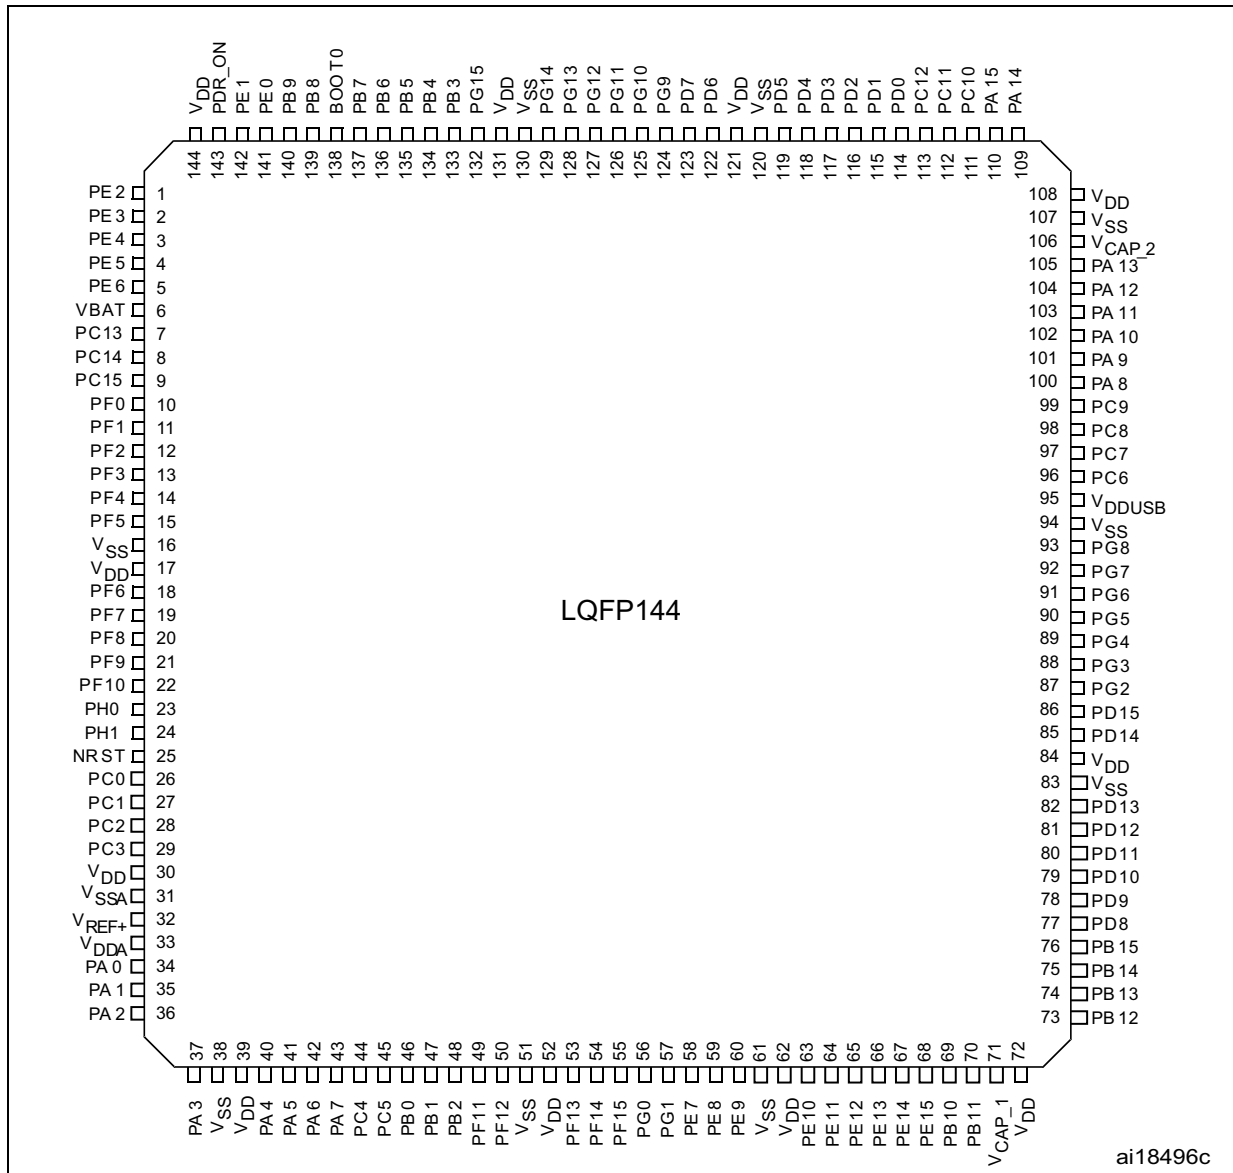 VDD PDR_ON PE1 PE0 PB9 PB8 BOOT0 PB7 PB6 PB5 PB4 PB3 PG15 VDD VSS PG14 PG13 PG12 PG11 PG10 PG9 PD7 PD6 VDD VSS PD5 PD4 PD3 PD2 PD1 PD0 PC12 PC11 PC10 PA15 PA14
144 143 142 141 140 139 138 137 136 135 134 133 132 131 130 129 128 127 126 125 124 123 122 121 120 119 118 117 116 115 114 113 112 111 110 109
PE2 1
PE3 2
PE4 3
PE5 4
PE6 5
VBAT 6
PC13 7
PC14 8
PC15 9
PF0 10
PF1 11
PF2 12
PF3 13
PF4 14
PF5 15
VSS 16
VDD 17
PF6 18
PF7 19
PF8 20
PF9 21
PF10 22
PH0 23
PH1 24
NRST 25
PC0 26
PC1 27
PC2 28
PC3 29
VDD 30
VSSA 31
VREF+ 32
VDDA 33
PA0 34
PA1 35
PA2 36
LQFP144
108 VDD
107 VSS
106 VCAP_2
105 PA13
104 PA12
103 PA11
102 PA10
101 PA9
100 PA8
99 PC9
98 PC8
97 PC7
96 PC6
95 VDDUSB
94 VSS
93 PG8
92 PG7
91 PG6
90 PG5
89 PG4
88 PG3
87 PG2
86 PD15
85 PD14
84 VDD
83 VSS
82 PD13
81 PD12
80 PD11
79 PD10
78 PD9
77 PD8
76 PB15
75 PB14
74 PB13
73 PB12
37 38 39 40 41 42 43 44 45 46 47 48 49 50 51 52 53 54 55 56 57 58 59 60 61 62 63 64 65 66 67 68 69 70 71 72
PA3 VSS VDD PA4 PA5 PA6 PA7 PC4 PC5 PB0 PB1 PB2 PF11 PF12 VSS VDD PF13 PF14 PF15 PG0 PG1 PE7 PE8 PE9 VSS VDD PE10 PE11 PE12 PE13 PE14 PE15 PB10 PB11 VCAP_1 VDD
ai18496c